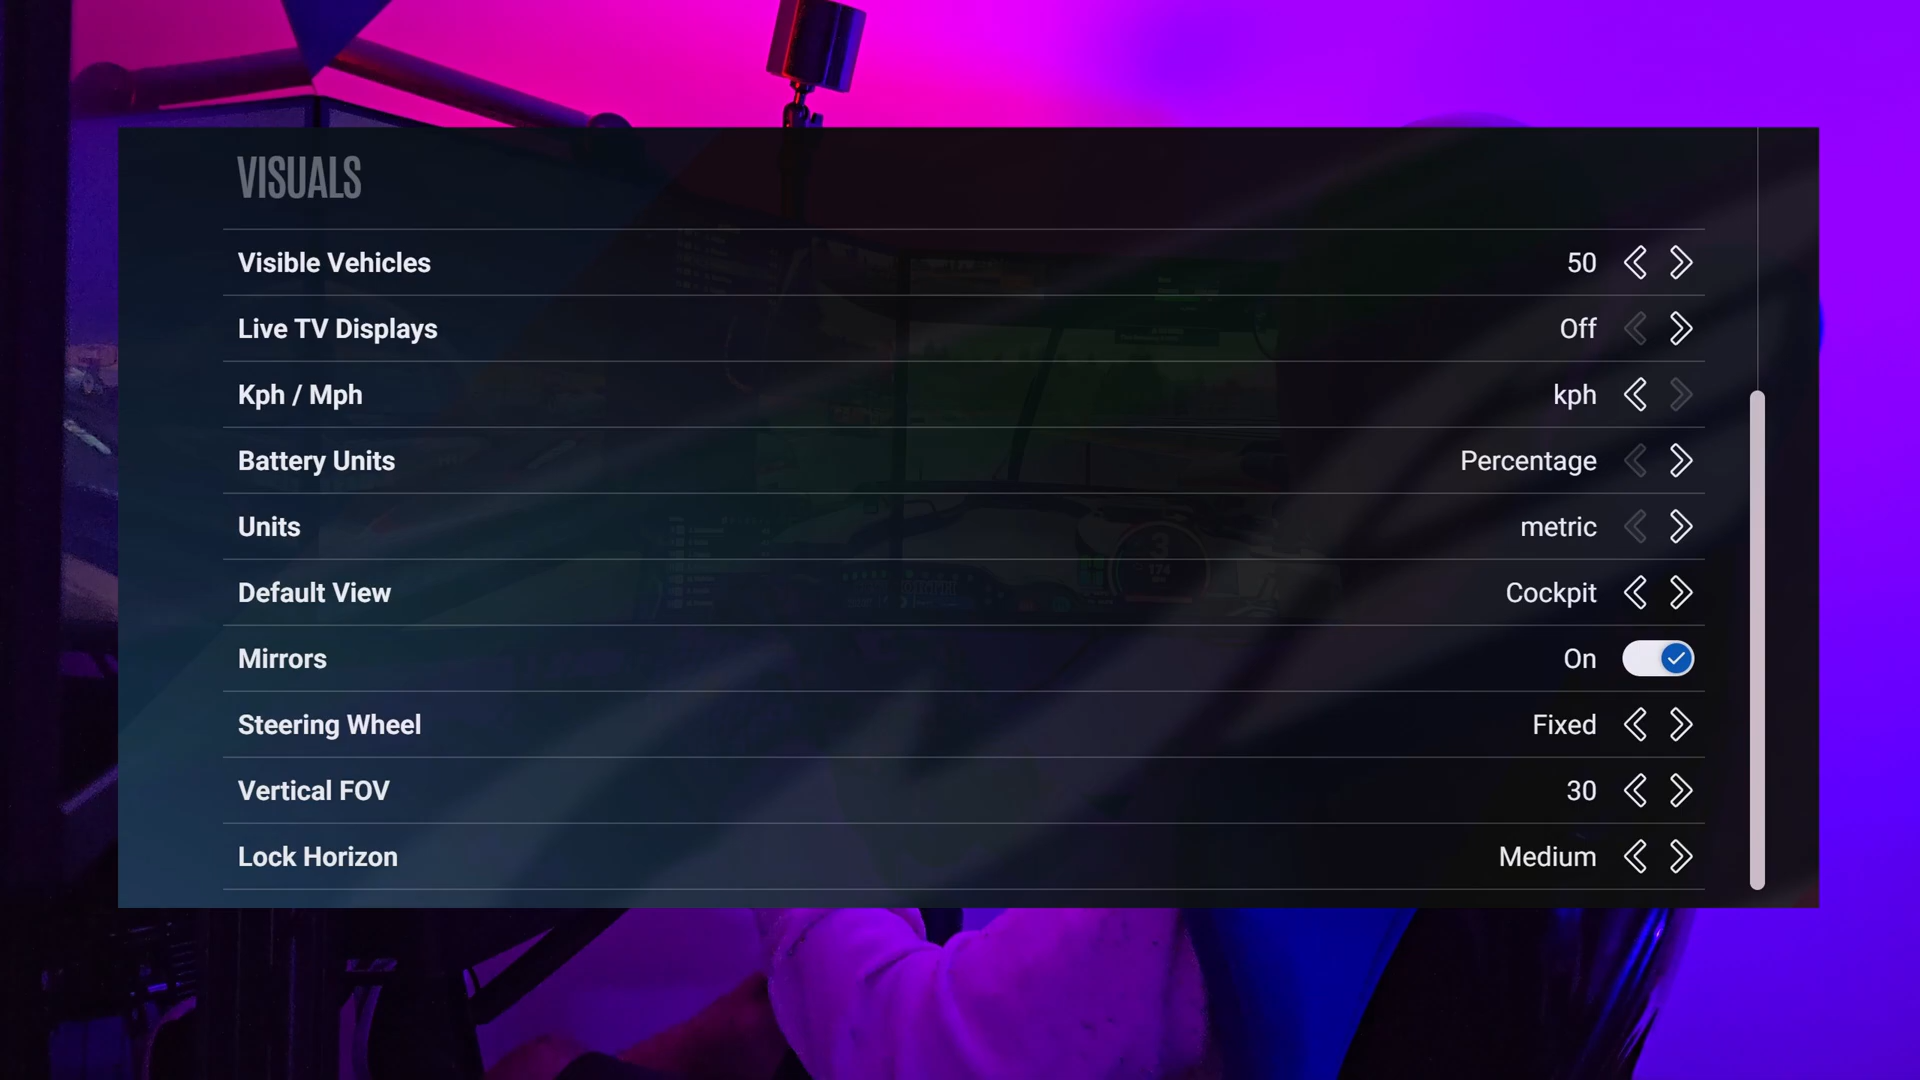 VISUALS
Visible Vehicles 50
Live TV Displays Off
Kph / Mph kph
Battery Units Percentage
Units metric
Default View Cockpit
Mirrors On
Steering Wheel Fixed
Vertical FOV 30
Lock Horizon Medium